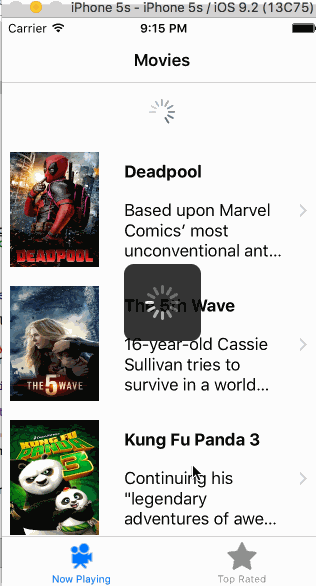 iPhone 5s - iPhone 5s / iOS 9.2 (13C75)
Carrier 9:15 PM
Movies
DEADPOOL
Deadpool
Based upon Marvel
Comics’ most
unconventional ant...
THE 5 WAVE
The 5th Wave
16-year-old Cassie
Sullivan tries to
survive in a world...
KUNG FU
PANDA
3
Kung Fu Panda 3
Continuing his
"legendary
adventures of awe...
Now Playing
Top Rated